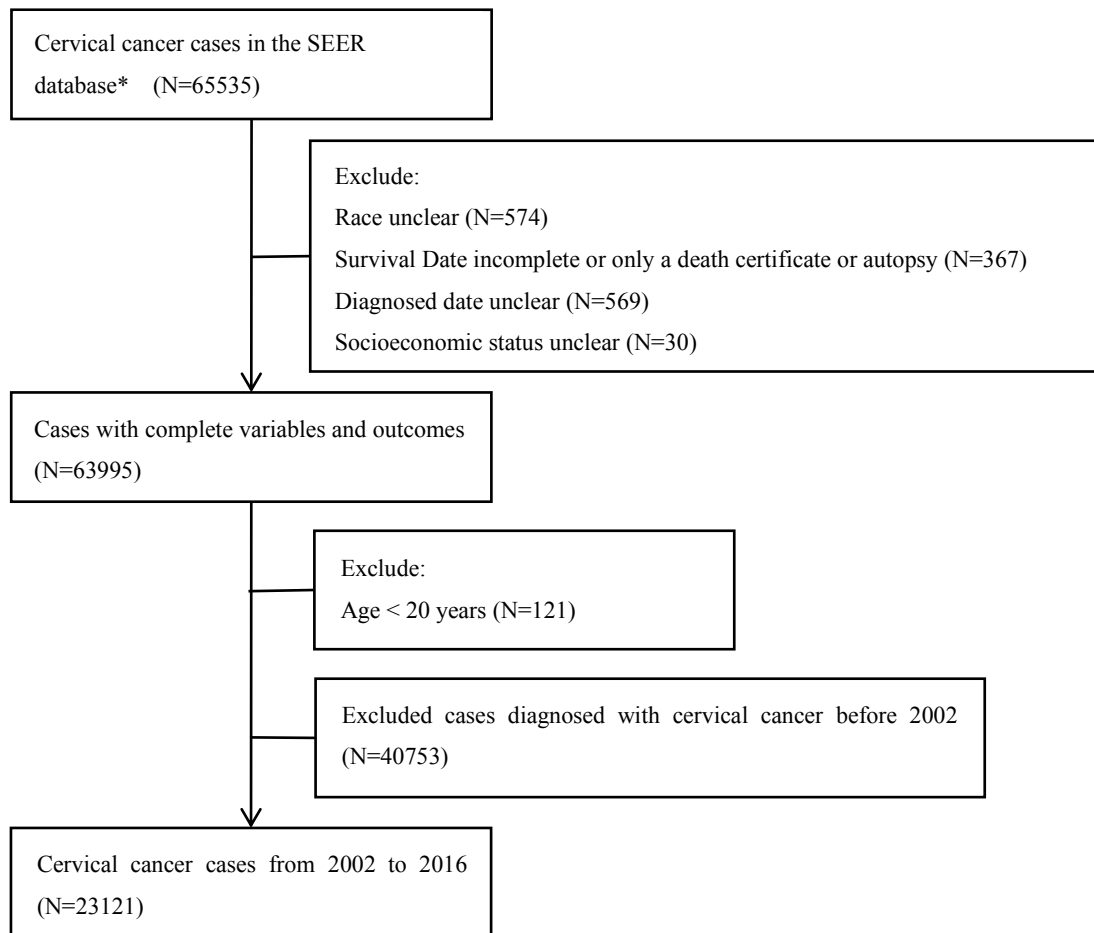 Cervical cancer cases in the SEER
database* (N=65535)
Exclude:
Race unclear (N=574)
Survival Date incomplete or only a death certificate or autopsy (N=367)
Diagnosed date unclear (N=569)
Socioeconomic status unclear (N=30)
Cases with complete variables and outcomes
(N=63995)
Exclude:
Age < 20 years (N=121)
Excluded cases diagnosed with cervical cancer before 2002
(N=40753)
Cervical cancer cases from 2002 to 2016
(N=23121)